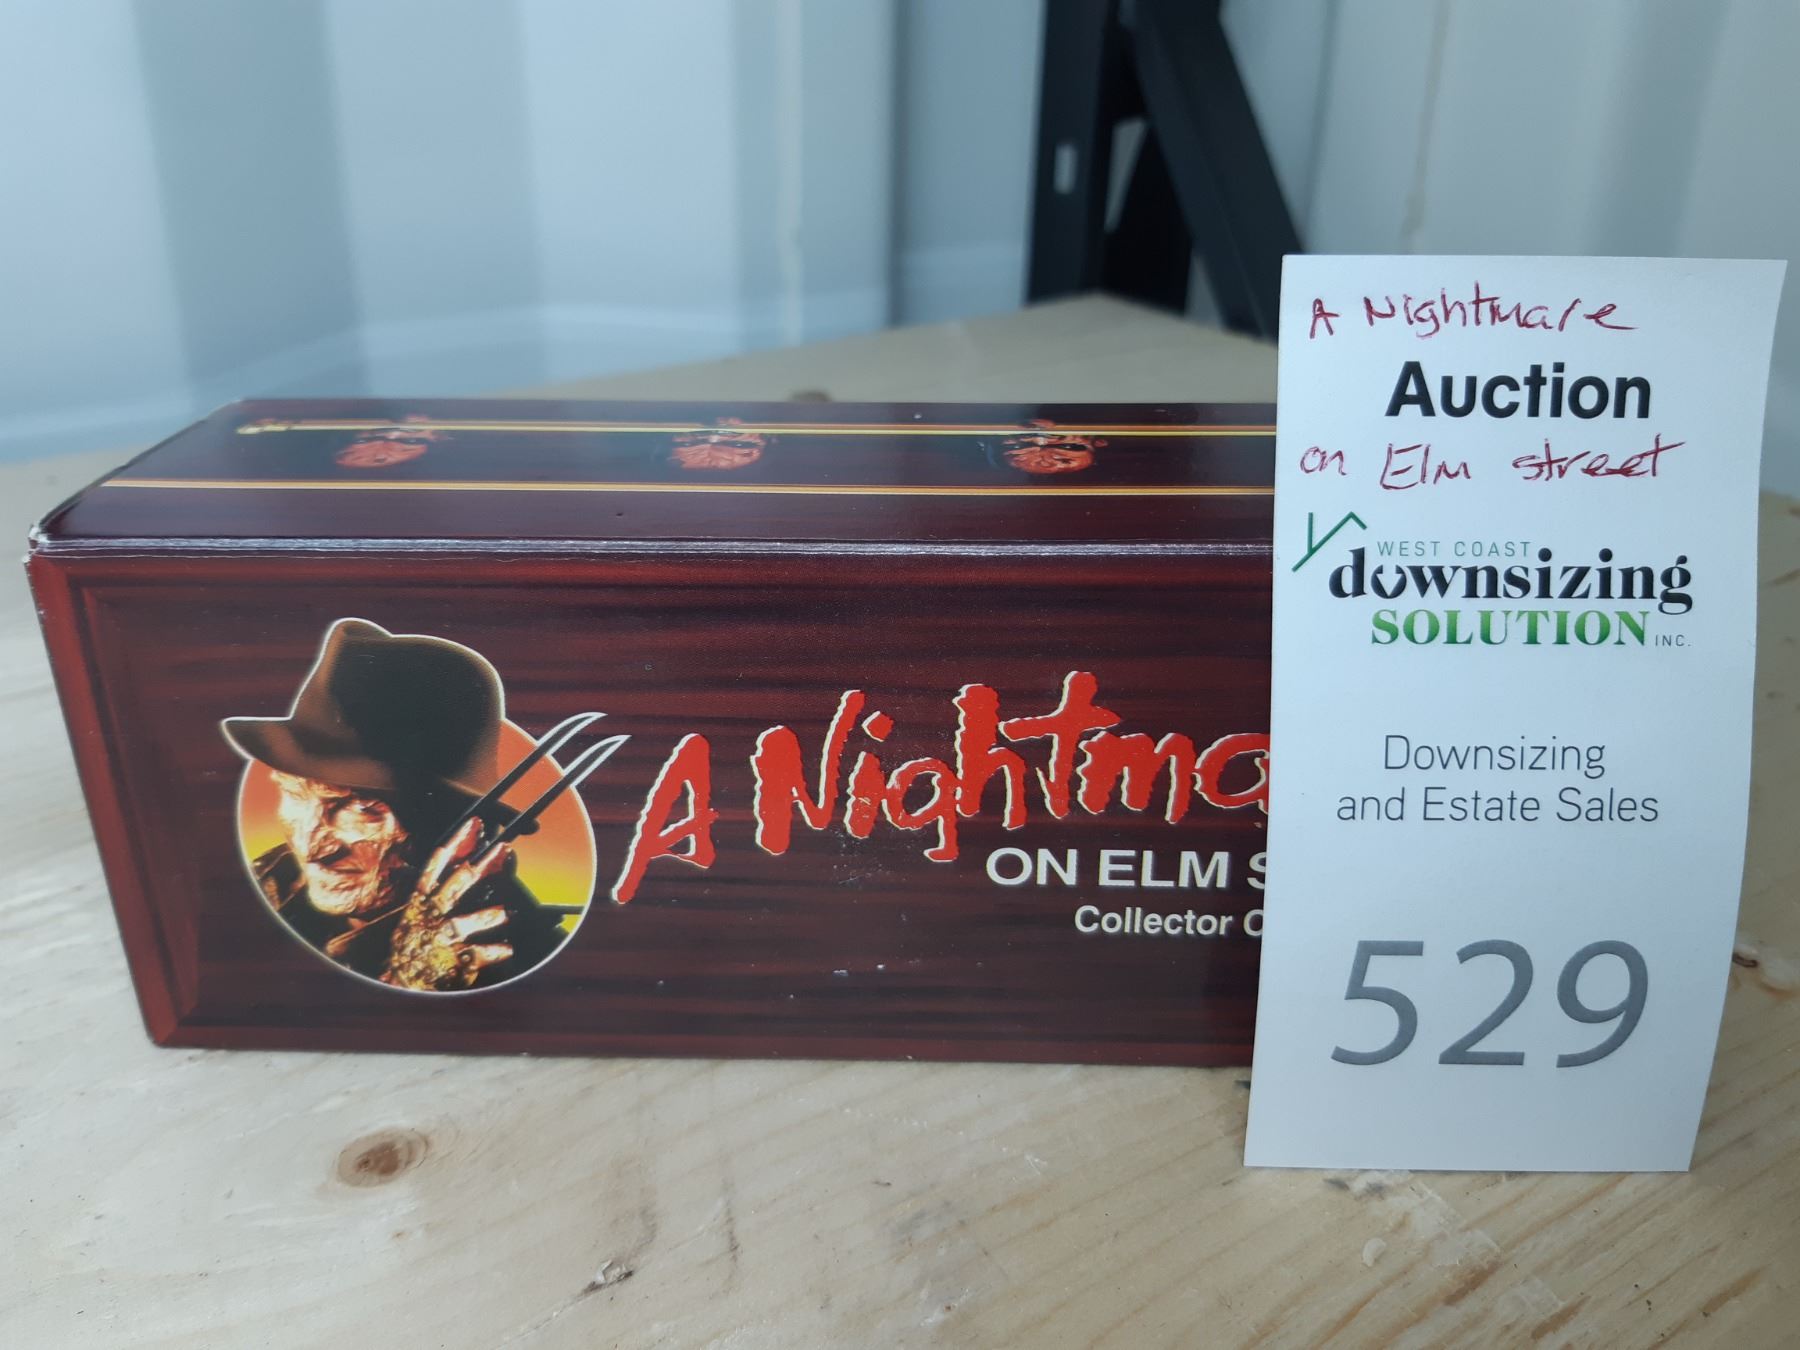 A Nightma
ON ELM S
Collector C
A Nightmare
Auction
on Elm street
WEST COAST
downsizing
SOLUTION INC.
Downsizing
and Estate Sales
529